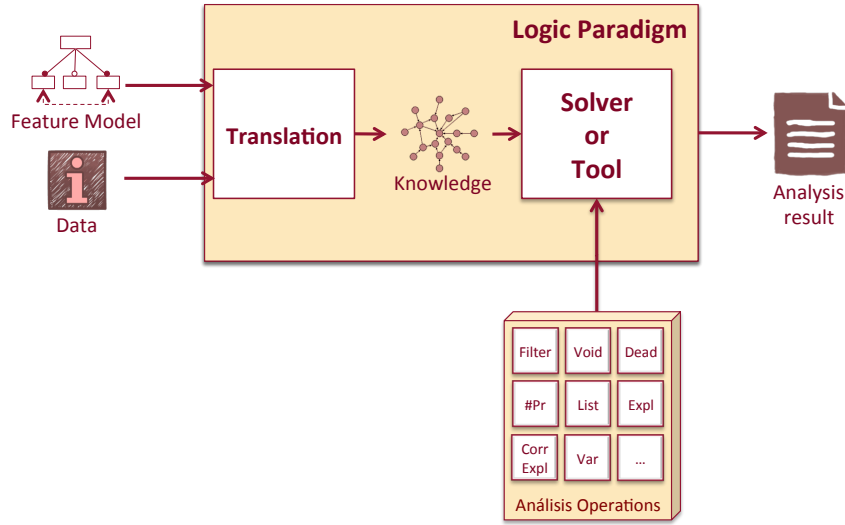 Logic Paradigm
Feature Model
Data
Translation
Knowledge
Solver
or
Tool
Analysis
result
Filter
Void
Dead
#Pr
List
Expl
Corr
Expl
Var
...
Análisis Operations